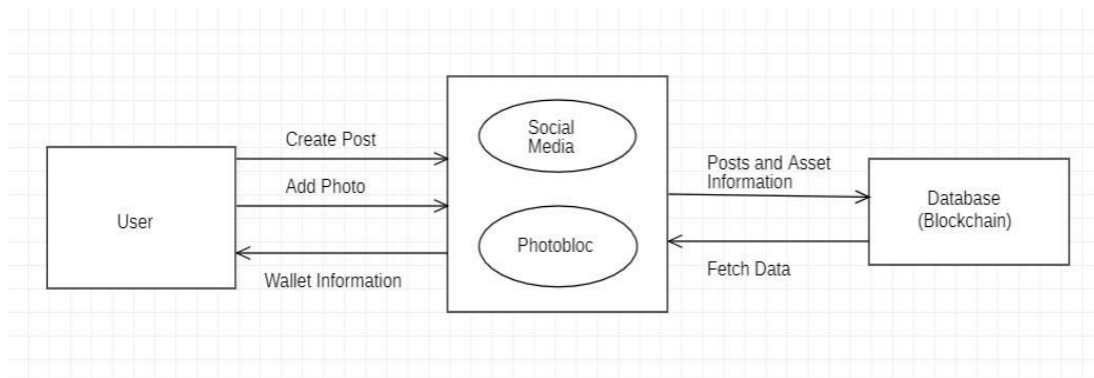 User
Create Post
Add Photo
Wallet Information
Social
Media
Photobloc
Posts and Asset
Information
Fetch Data
Database
(Blockchain)